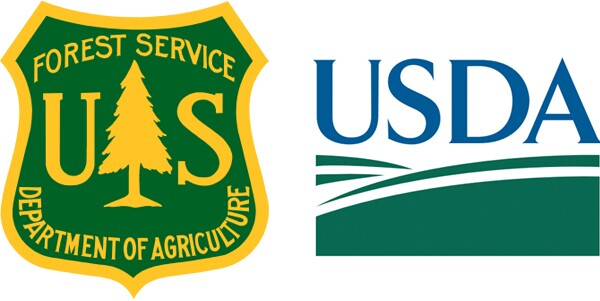 FOREST SERVICE
U S
DEPARTMENT OF AGRICULTURE
USDA